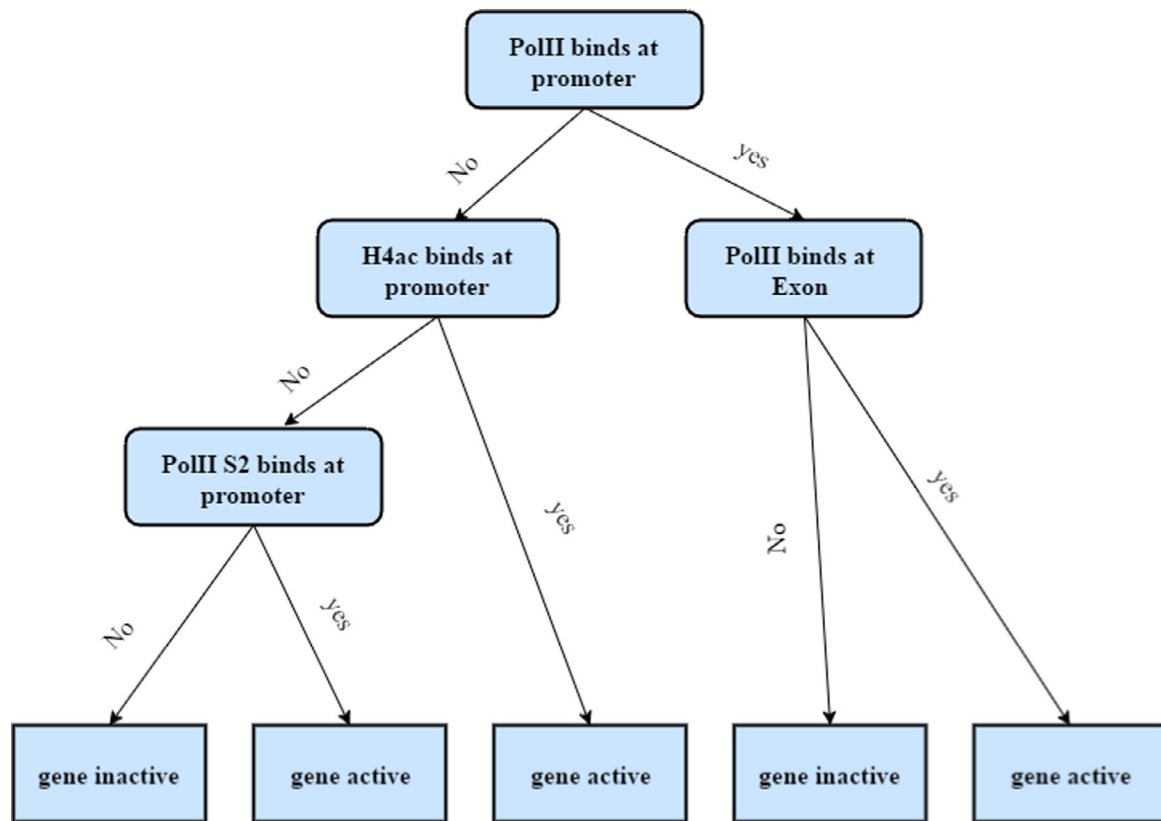 PolII binds at
promoter
No
yes
H4ac binds at
promoter
PolII binds at
Exon
No
yes
No
yes
PolII S2 binds at
promoter
No
yes
gene inactive
gene active
gene active
gene inactive
gene active